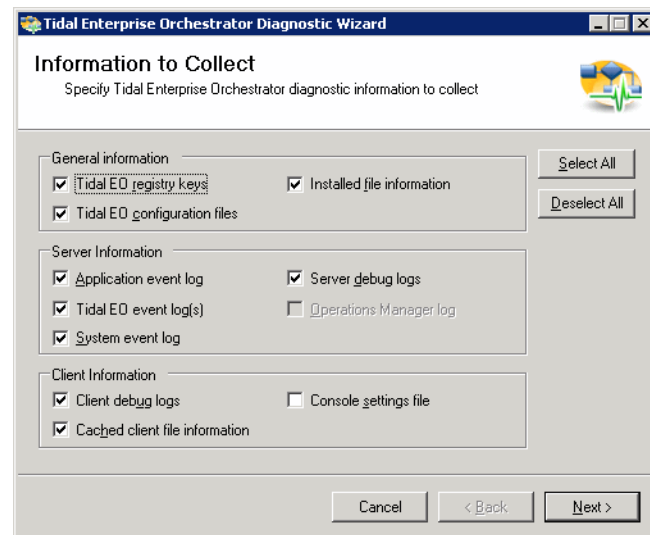 Tidal Enterprise Orchestrator Diagnostic Wizard
Information to Collect
Specify Tidal Enterprise Orchestrator diagnostic information to collect
General information
Tidal EO registry keys
Installed file information
Tidal EO configuration files
Select All
Deselect All
Server Information
Application event log
Server debug logs
Tidal EO event log(s)
Operations Manager log
System event log
Client Information
Client debug logs
Console settings file
Cached client file information
Cancel
< Back
Next >